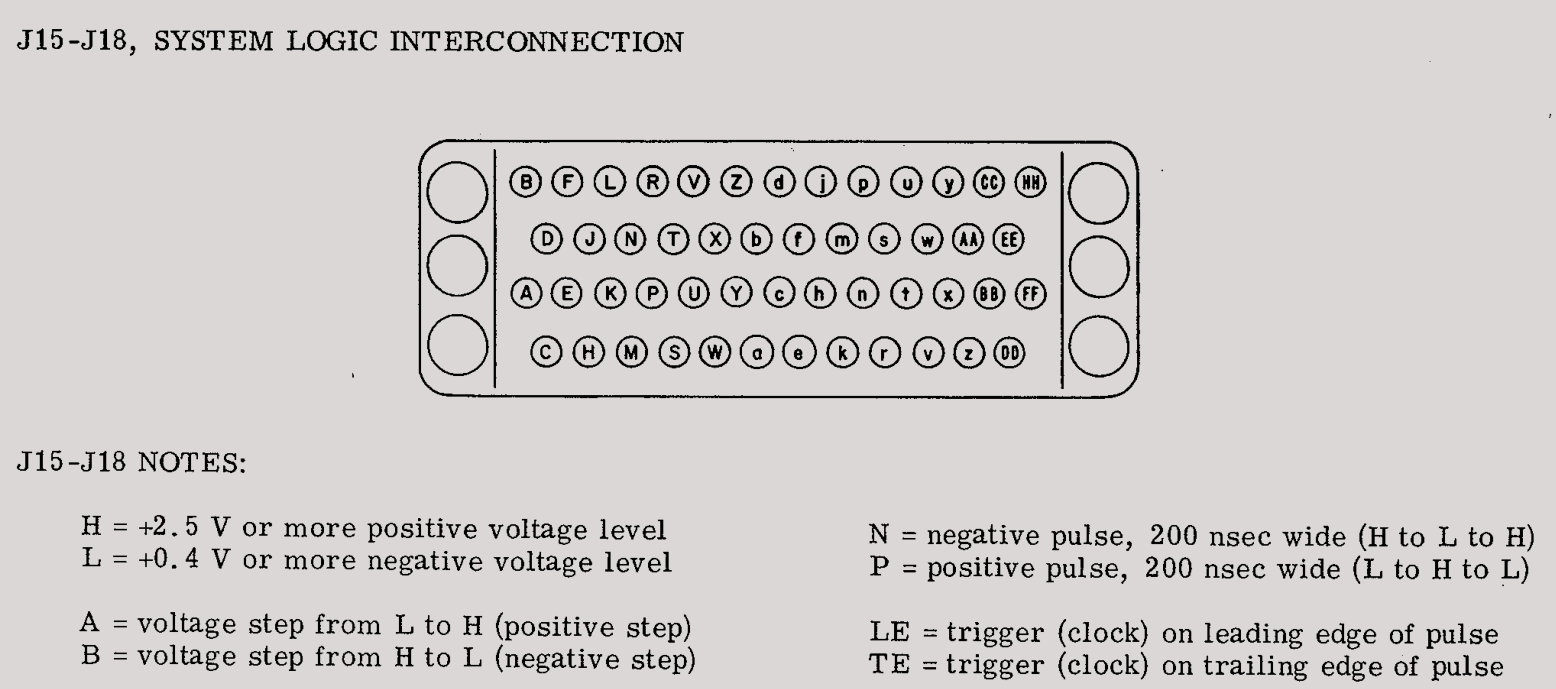 J15-J18, SYSTEM LOGIC INTERCONNECTION
B F L R V Z d j p u y CC HH
D J N T X b f m s w AA EE
A E K P U Y c h n t x BB FF
C H M S W a e k r v z DD
J15-J18 NOTES:
H = +2.5 V or more positive voltage level
L = +0.4 V or more negative voltage level
A = voltage step from L to H (positive step)
B = voltage step from H to L (negative step)
N = negative pulse, 200 nsec wide (H to L to H)
P = positive pulse, 200 nsec wide (L to H to L)
LE = trigger (clock) on leading edge of pulse
TE = trigger (clock) on trailing edge of pulse